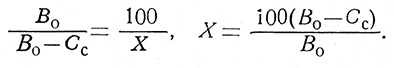 B₀/(B₀−C_c) = 100/X, X = 100(B₀−C_c)/B₀.